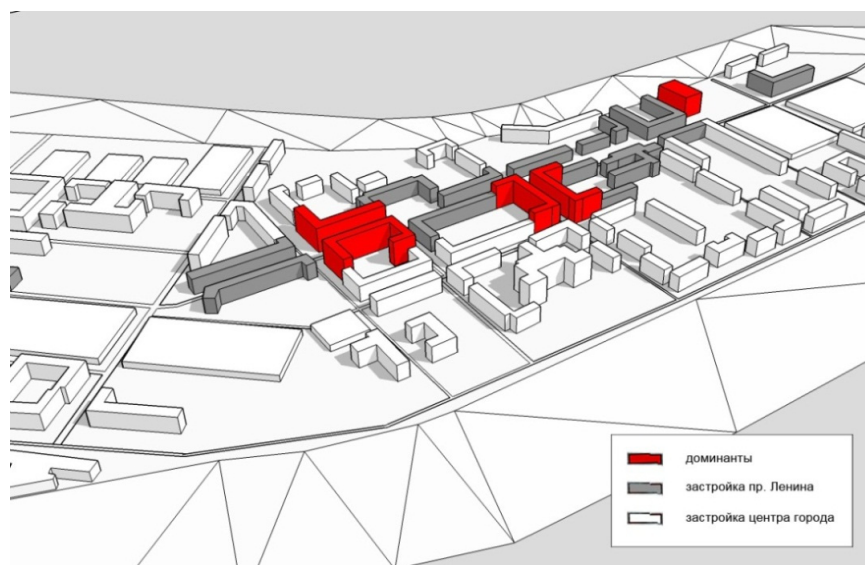 доминанты
застройка пр. Ленина
застройка центра города